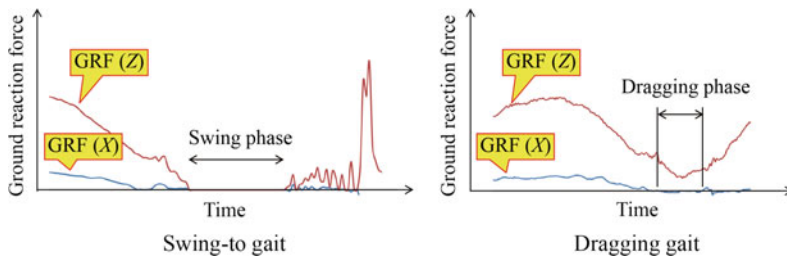 Ground reaction force
GRF (Z)
GRF (X)
Swing phase
Time
Swing-to gait
Ground reaction force
GRF (Z)
GRF (X)
Dragging phase
Time
Dragging gait